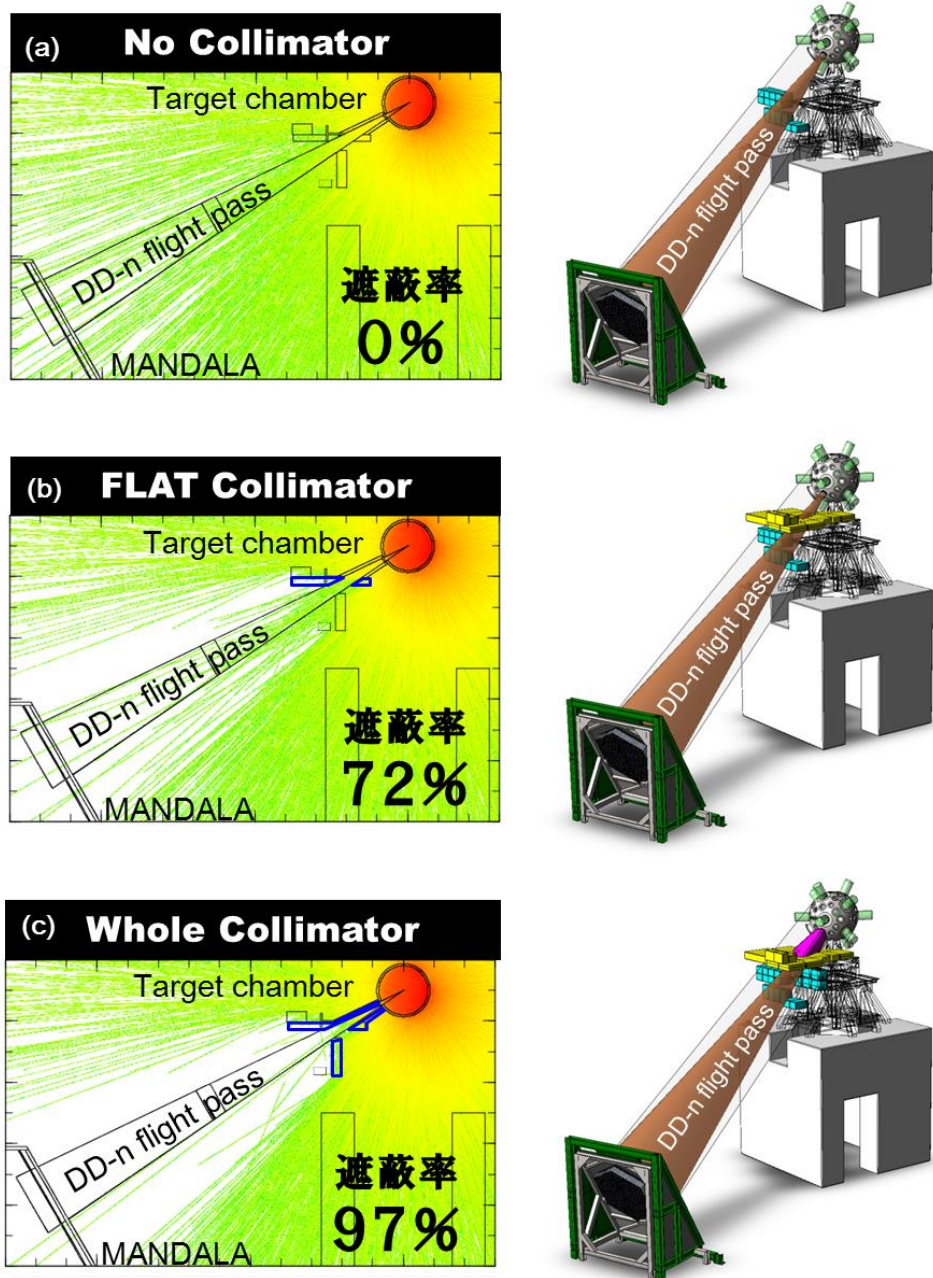 (a) No Collimator
Target chamber
DD-n flight pass
遮蔽率
0%
MANDALA
DD-n flight pass
(b) FLAT Collimator
Target chamber
DD-n flight pass
遮蔽率
72%
MANDALA
DD-n flight pass
(c) Whole Collimator
Target chamber
DD-n flight pass
遮蔽率
97%
MANDALA
DD-n flight pass